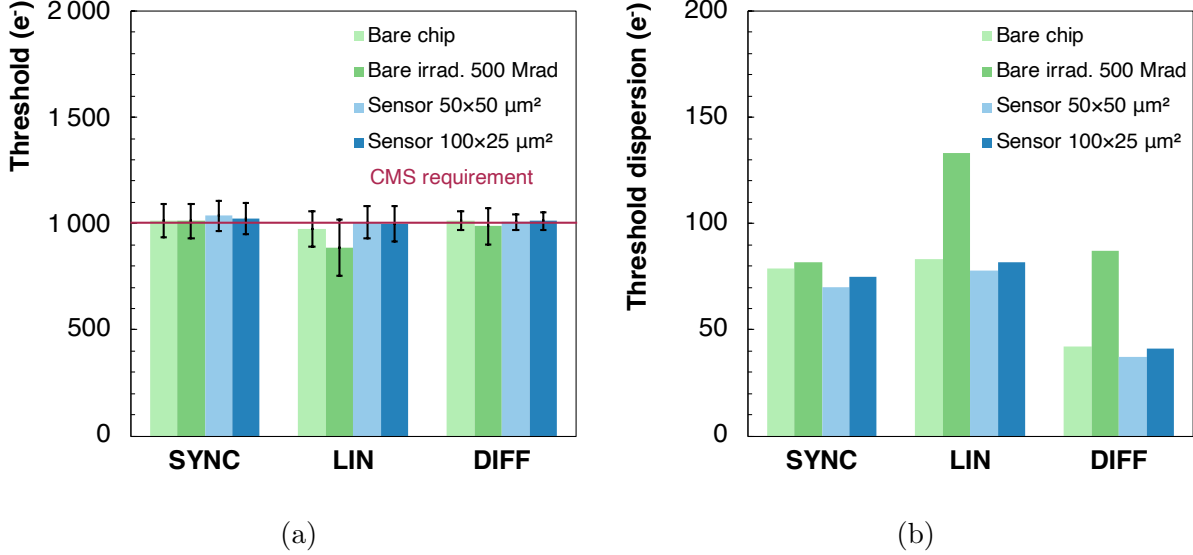 Threshold (e⁻)
2 000
1 500
1 000
500
0
Bare chip
Bare irrad. 500 Mrad
Sensor 50×50 µm²
Sensor 100×25 µm²
CMS requirement
SYNC
LIN
DIFF
(a)
Threshold dispersion (e⁻)
200
150
100
50
0
Bare chip
Bare irrad. 500 Mrad
Sensor 50×50 µm²
Sensor 100×25 µm²
SYNC
LIN
DIFF
(b)